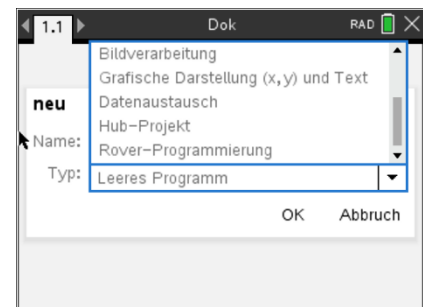 1.1 Dok RAD
Bildverarbeitung
Grafische Darstellung (x,y) und Text
neu Datenaustausch
Hub-Projekt
Name: Rover-Programmierung
Typ: Leeres Programm
OK Abbruch